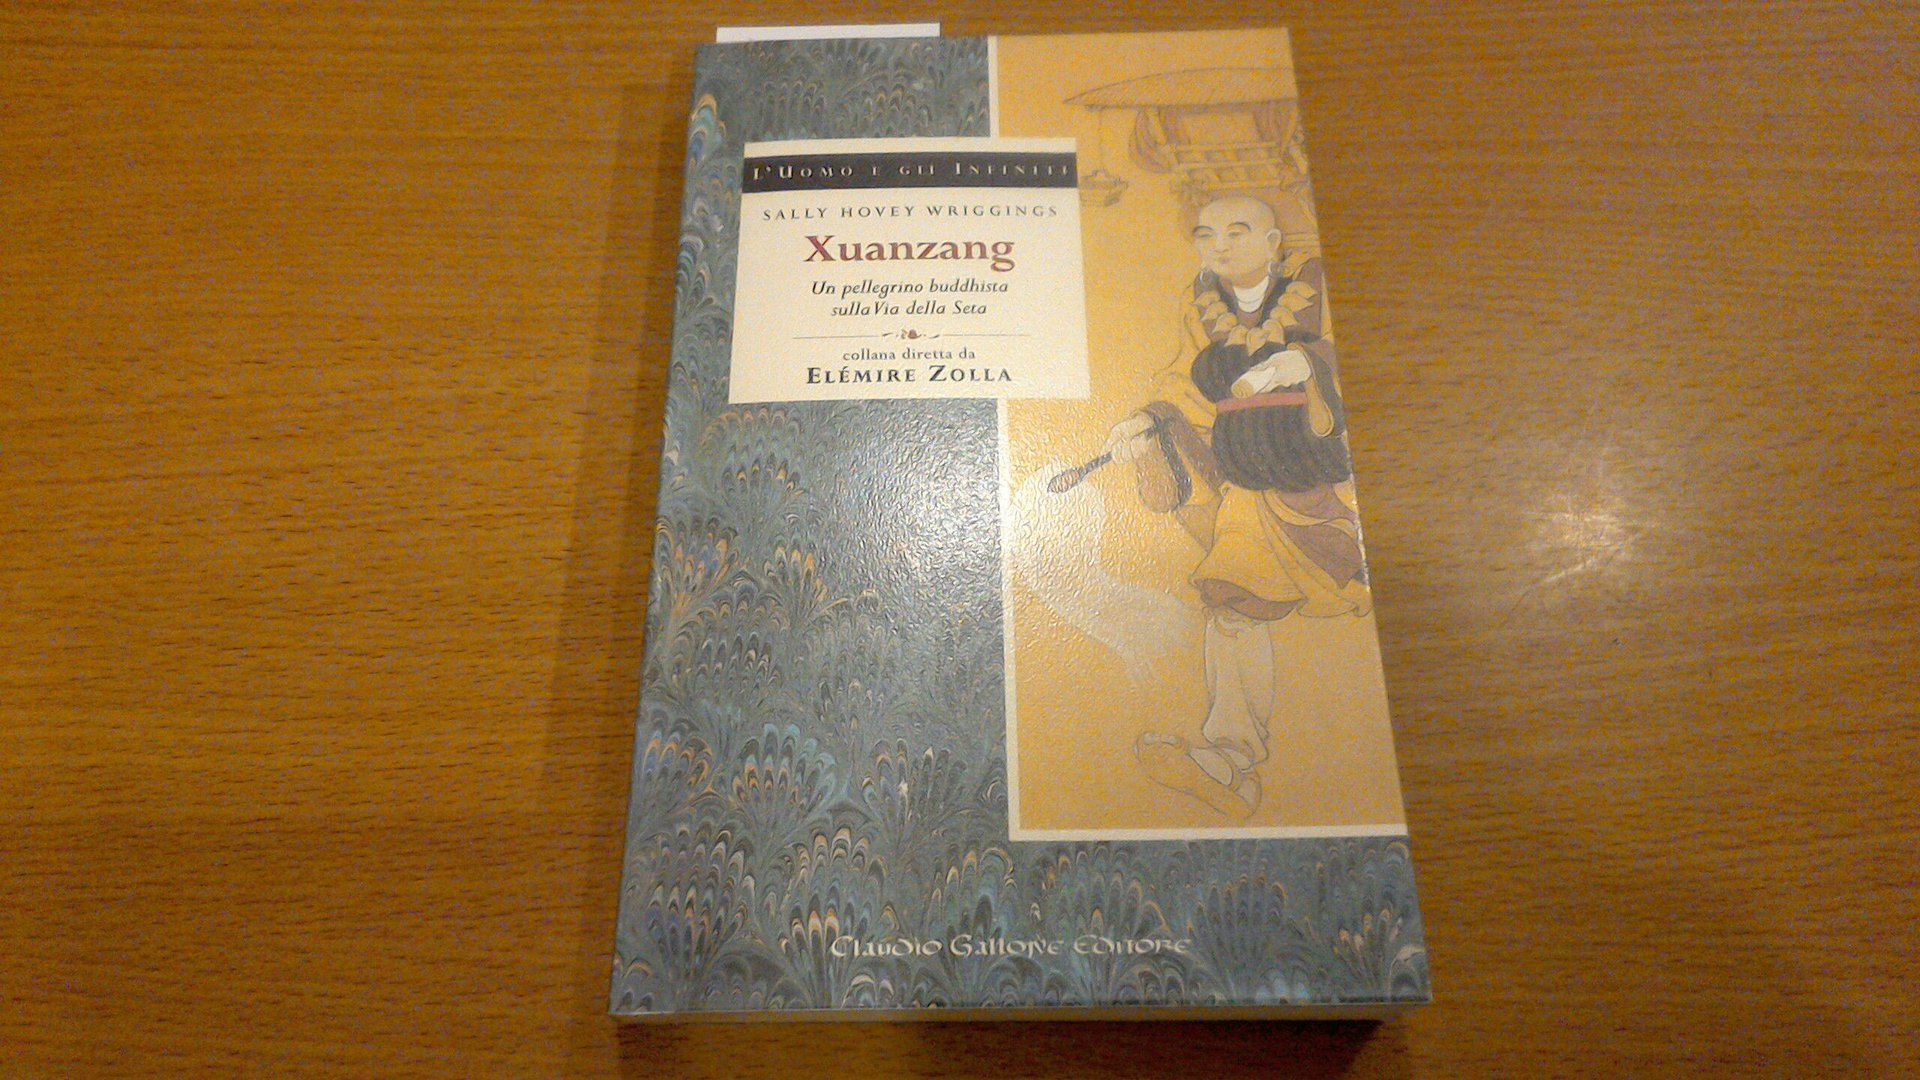 L'UOMO E GLI INFINITI
SALLY HOVEY WRIGGINGS
Xuanzang
Un pellegrino buddhista
sulla Via della Seta
collana diretta da
ELÉMIRE ZOLLA
Claudio Gallone Editore